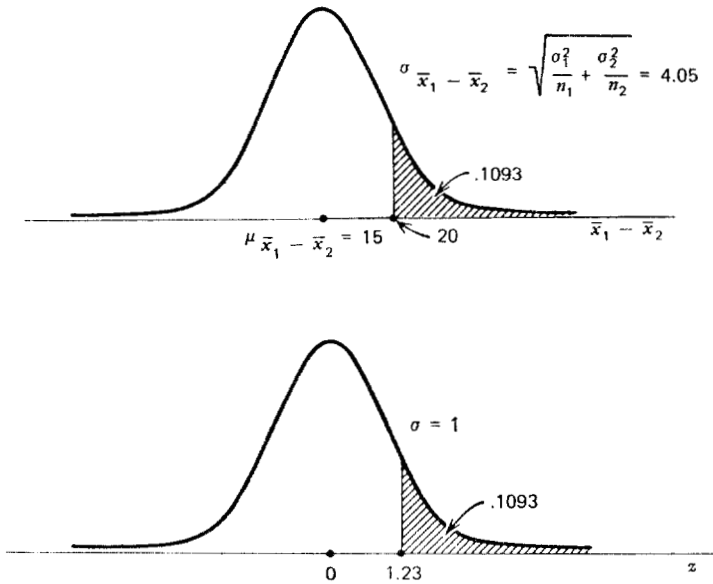 σ x̄₁ − x̄₂ = √(σ₁²/n₁ + σ₂²/n₂) = 4.05
.1093
μ x̄₁ − x̄₂ = 15
20
x̄₁ − x̄₂
σ = 1
.1093
0
1.23
z